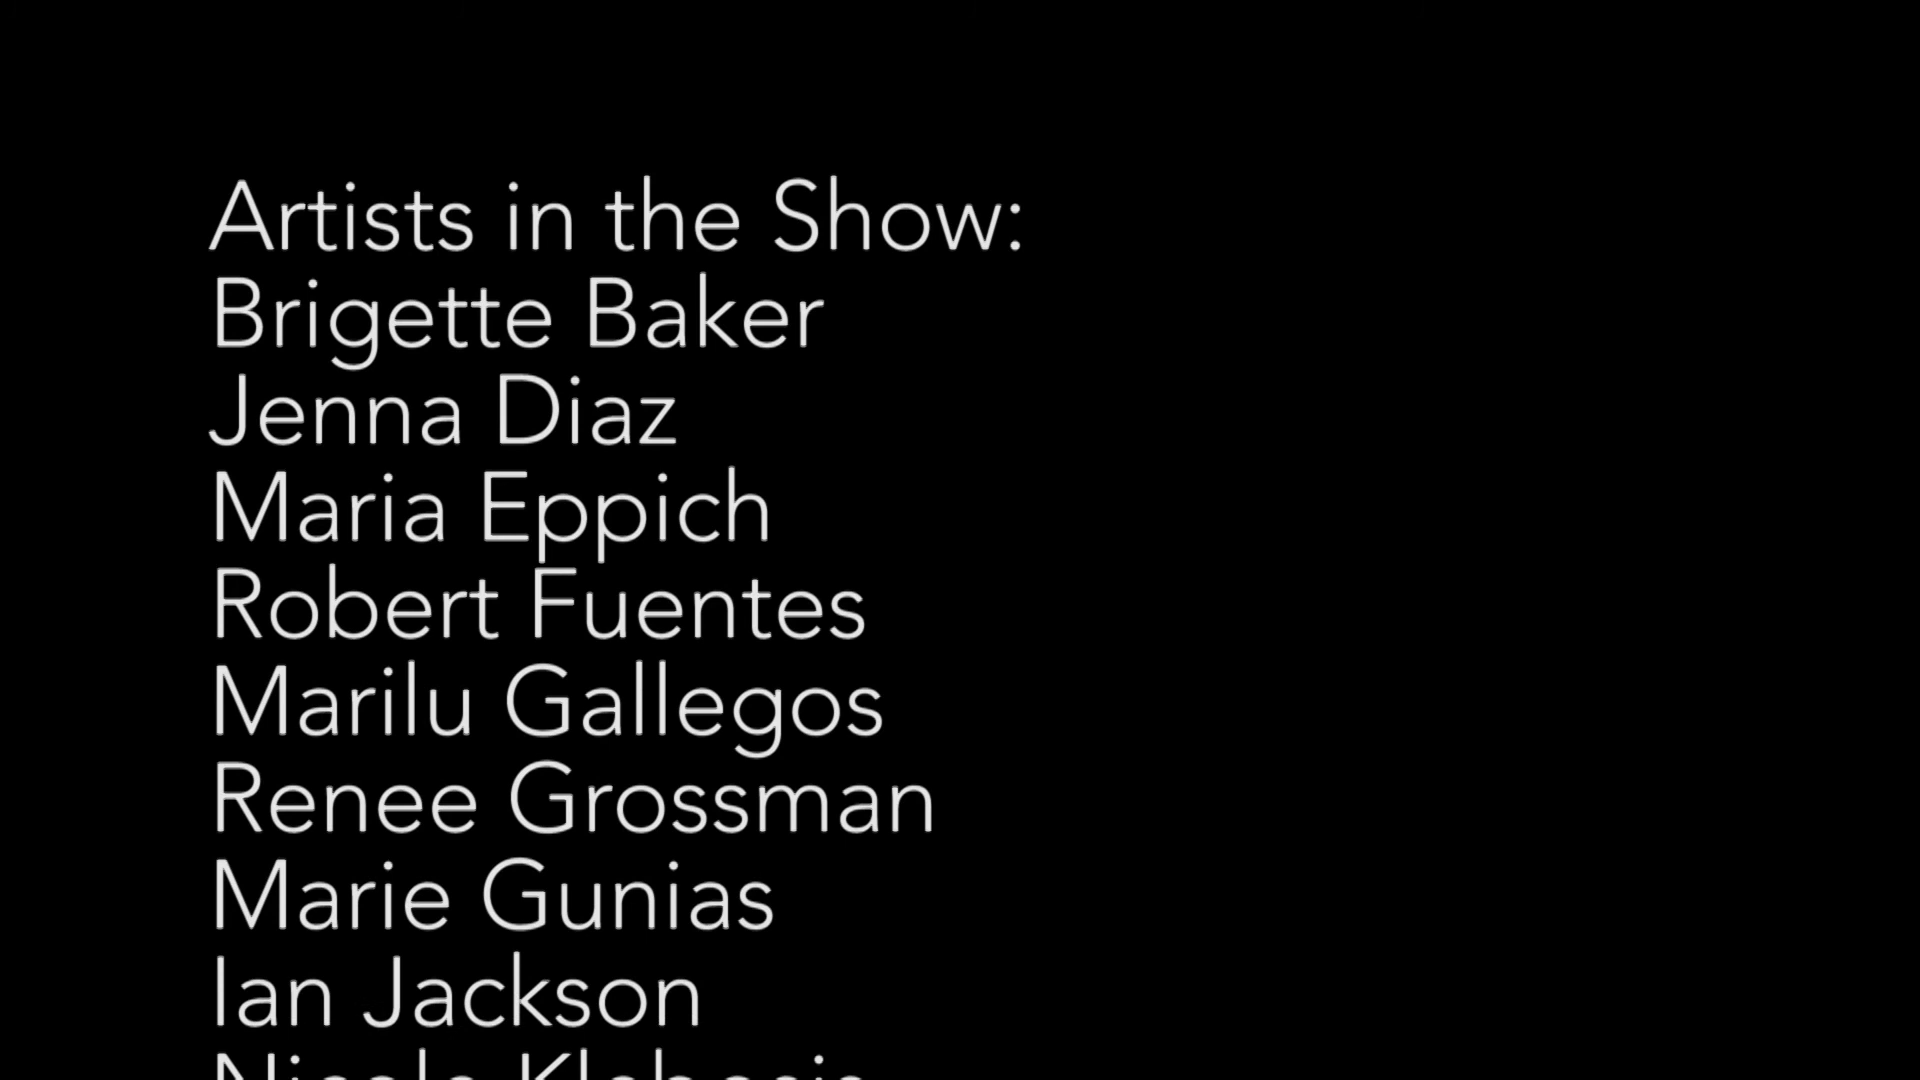 Artists in the Show:
Brigette Baker
Jenna Diaz
Maria Eppich
Robert Fuentes
Marilu Gallegos
Renee Grossman
Marie Gunias
Ian Jackson
Nicole